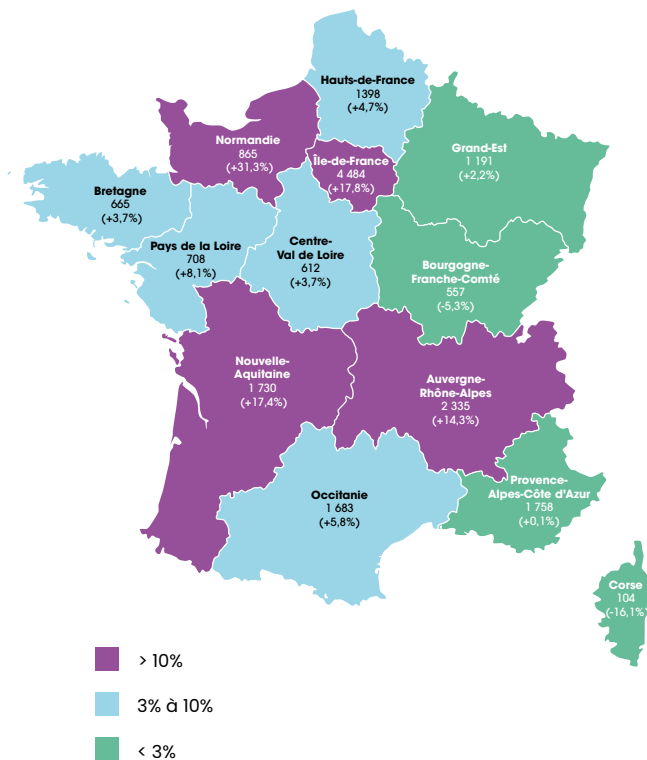 Hauts-de-France
1398
(+4,7%)
Normandie
865
(+31,3%)
Île-de-France
4 484
(+17,8%)
Grand-Est
1 191
(+2,2%)
Bretagne
665
(+3,7%)
Pays de la Loire
708
(+8,1%)
Centre-
Val de Loire
612
(+3,7%)
Bourgogne-
Franche-Comté
557
(-5,3%)
Nouvelle-
Aquitaine
1 730
(+17,4%)
Auvergne-
Rhône-Alpes
2 335
(+14,3%)
Occitanie
1 683
(+5,8%)
Provence-
Alpes-Côte d'Azur
1 758
(+0,1%)
Corse
104
(-16,1%)
> 10%
3% à 10%
< 3%